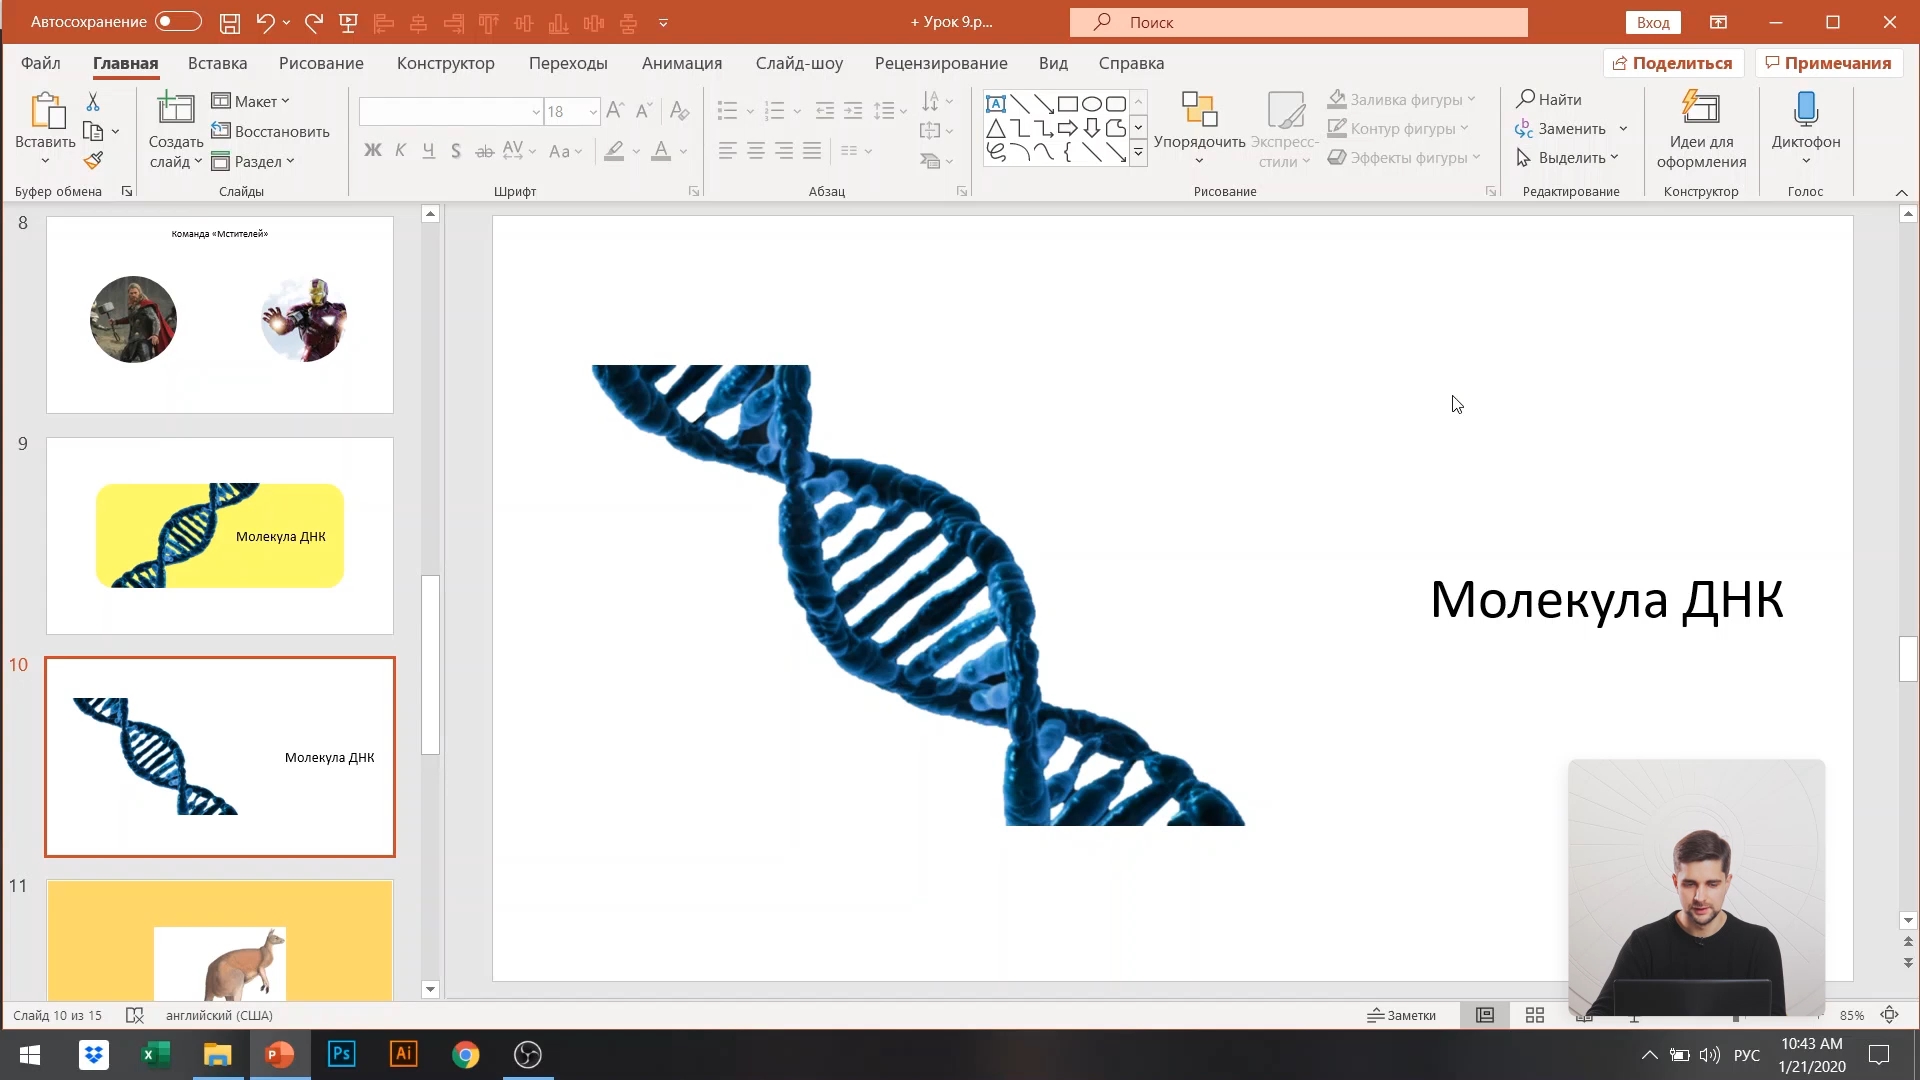 Автосохранение
+ Урок 9.p...
Поиск
Вход
Файл Главная Вставка Рисование Конструктор Переходы Анимация Слайд-шоу Рецензирование Вид Справка
Поделиться
Примечания
Вставить
Буфер обмена
Создать слайд
Макет
Восстановить
Раздел
Слайды
18
Ж К Ч S ab AV Aa A
Шрифт
Абзац
Упорядочить
Экспресс-стили
Заливка фигуры
Контур фигуры
Эффекты фигуры
Рисование
Найти
Заменить
Выделить
Редактирование
Идеи для оформления
Конструктор
Диктофон
Голос
8
Команда «Мстителей»
9
Молекула ДНК
10
Молекула ДНК
11
Молекула ДНК
Слайд 10 из 15
английский (США)
Заметки
85%
Ps
Ai
РУС
10:43 AM
1/21/2020